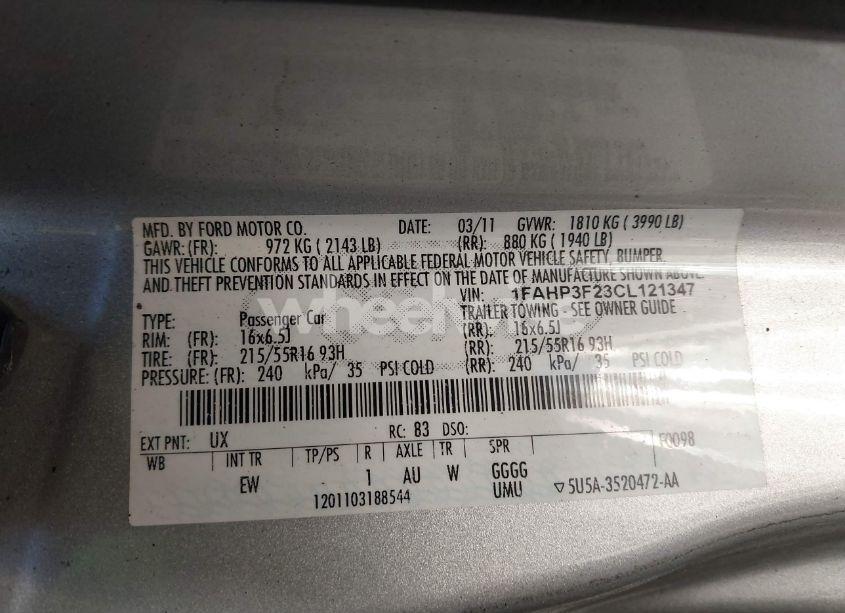 MFD. BY FORD MOTOR CO. DATE: 03/11 GVWR: 1810 KG ( 3990 LB)
GAWR: (FR): 972 KG ( 2143 LB) (RR): 880 KG ( 1940 LB)
THIS VEHICLE CONFORMS TO ALL APPLICABLE FEDERAL MOTOR VEHICLE SAFETY, BUMPER,
AND THEFT PREVENTION STANDARDS IN EFFECT ON THE DATE OF MANUFACTURE SHOWN ABOVE.
VIN: 1FAHP3F23CL121347
TYPE: Passenger Car TRAILER TOWING - SEE OWNER GUIDE
RIM: (FR): 16x6.5J (RR): 16x6.5J
TIRE: (FR): 215/55R16 93H (RR): 215/55R16 93H
PRESSURE: (FR): 240 kPa/ 35 PSI COLD (RR): 240 kPa/ 35 PSI COLD
EXT PNT: UX RC: 83 DSO: F0098
WB INT TR TP/PS R AXLE TR SPR
EW 1 AU W GGGG
1201103188544 UMU ▽5U5A-3520472-AA